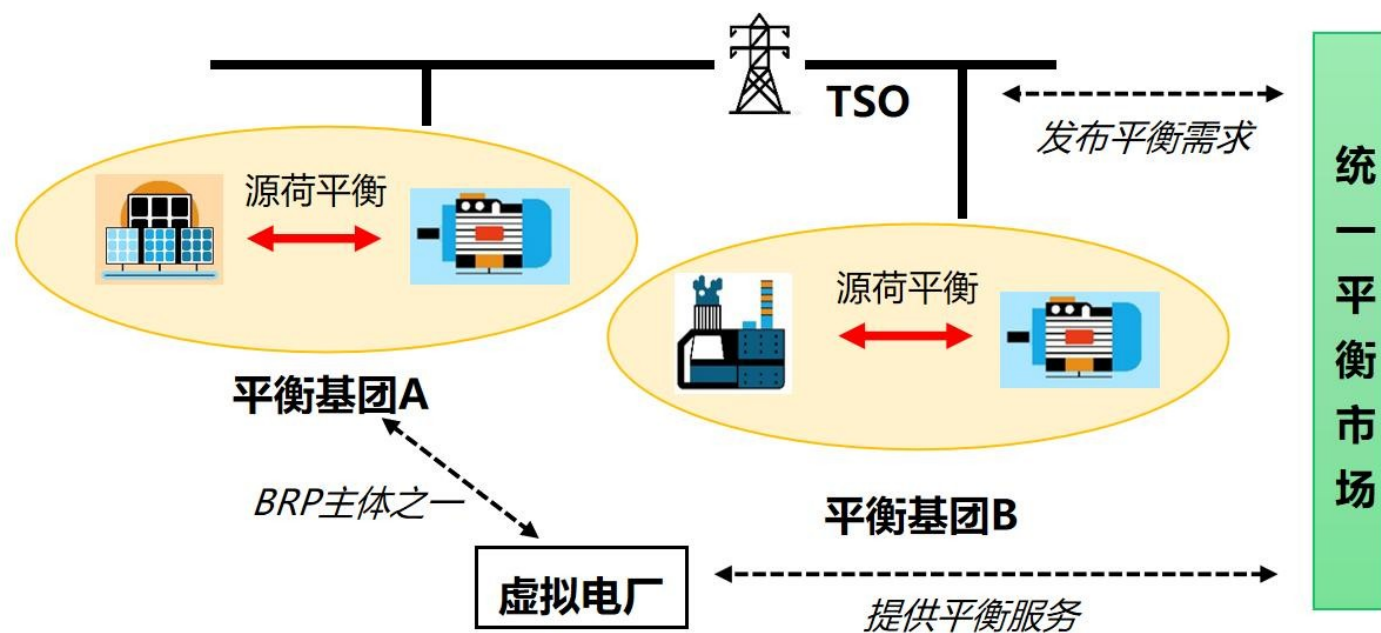 TSO
发布平衡需求
源荷平衡
源荷平衡
平衡基团A
BRP主体之一
平衡基团B
虚拟电厂
提供平衡服务
统一平衡市场